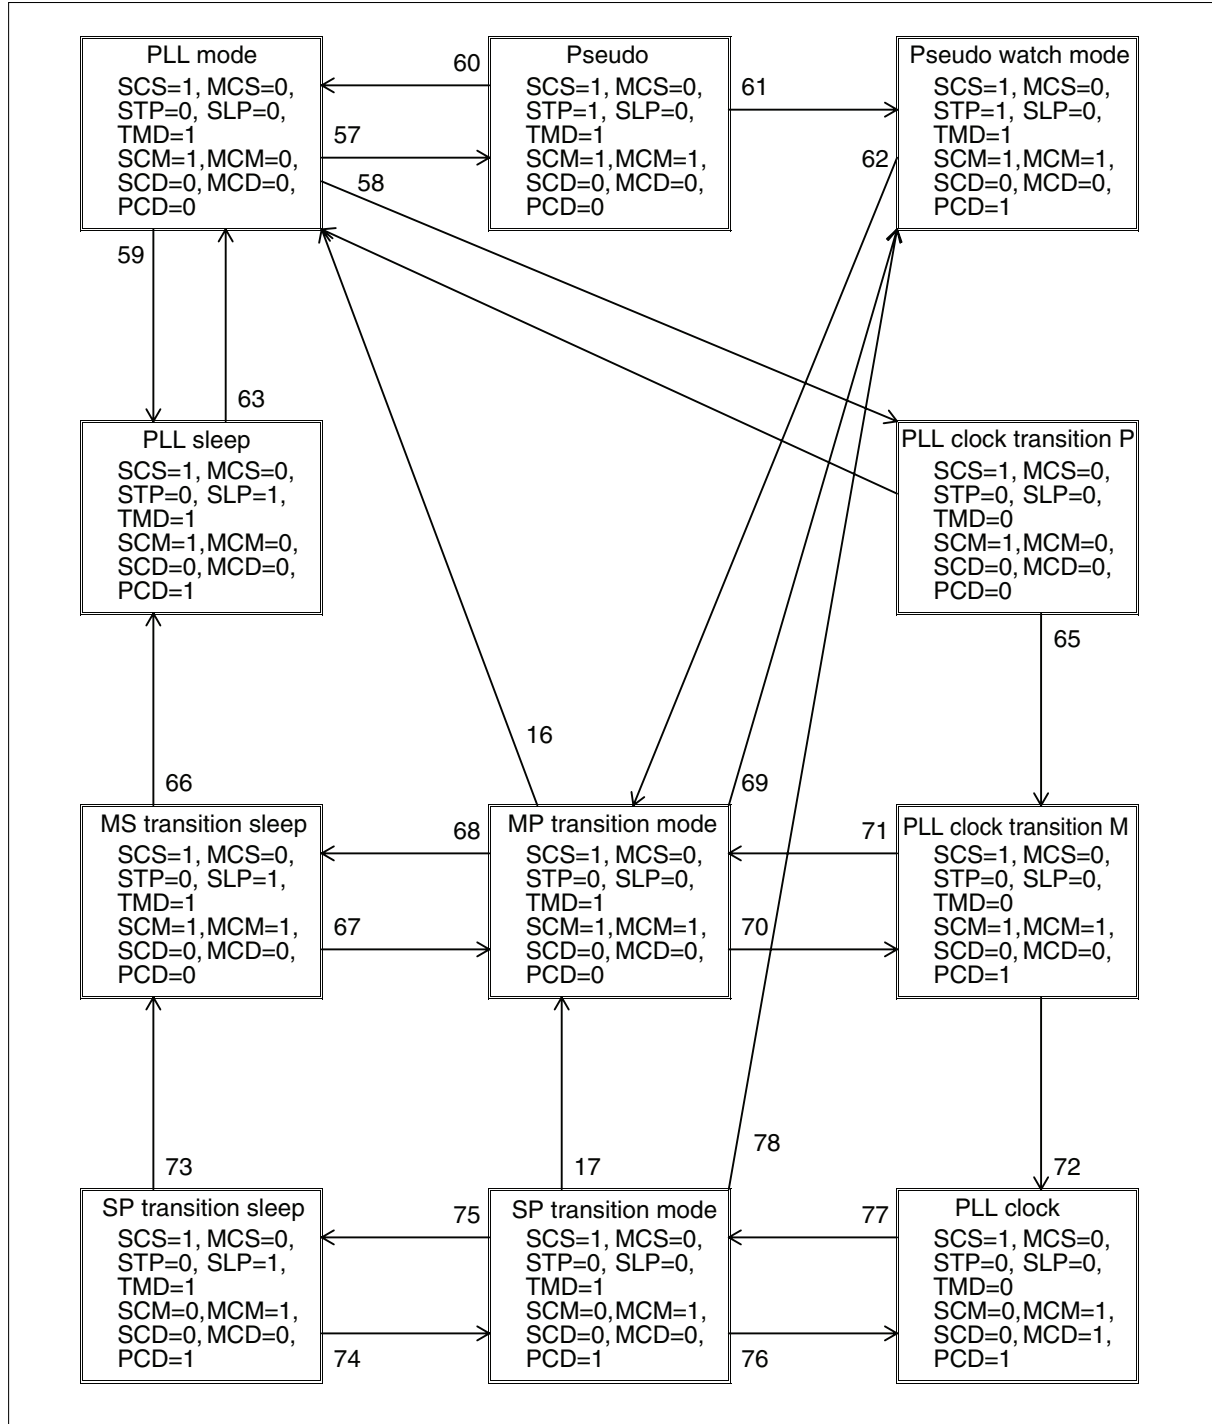 PLL mode
SCS=1, MCS=0,
STP=0, SLP=0,
TMD=1
SCM=1,MCM=0,
SCD=0, MCD=0,
PCD=0
60
57
58
59
Pseudo
SCS=1, MCS=0,
STP=1, SLP=0,
TMD=1
SCM=1,MCM=1,
SCD=0, MCD=0,
PCD=0
61
62
Pseudo watch mode
SCS=1, MCS=0,
STP=1, SLP=0,
TMD=1
SCM=1,MCM=1,
SCD=0, MCD=0,
PCD=1
63
PLL sleep
SCS=1, MCS=0,
STP=0, SLP=1,
TMD=1
SCM=1,MCM=0,
SCD=0, MCD=0,
PCD=1
PLL clock transition P
SCS=1, MCS=0,
STP=0, SLP=0,
TMD=0
SCM=1,MCM=0,
SCD=0, MCD=0,
PCD=0
65
16
66
69
MS transition sleep
SCS=1, MCS=0,
STP=0, SLP=1,
TMD=1
SCM=1,MCM=1,
SCD=0, MCD=0,
PCD=0
68
67
MP transition mode
SCS=1, MCS=0,
STP=0, SLP=0,
TMD=1
SCM=1,MCM=1,
SCD=0, MCD=0,
PCD=0
71
70
PLL clock transition M
SCS=1, MCS=0,
STP=0, SLP=0,
TMD=0
SCM=1,MCM=1,
SCD=0, MCD=0,
PCD=1
73
17
78
72
SP transition sleep
SCS=1, MCS=0,
STP=0, SLP=1,
TMD=1
SCM=0,MCM=1,
SCD=0, MCD=0,
PCD=1
75
74
SP transition mode
SCS=1, MCS=0,
STP=0, SLP=0,
TMD=1
SCM=0,MCM=1,
SCD=0, MCD=0,
PCD=1
77
76
PLL clock
SCS=1, MCS=0,
STP=0, SLP=0,
TMD=0
SCM=0,MCM=1,
SCD=0, MCD=1,
PCD=1